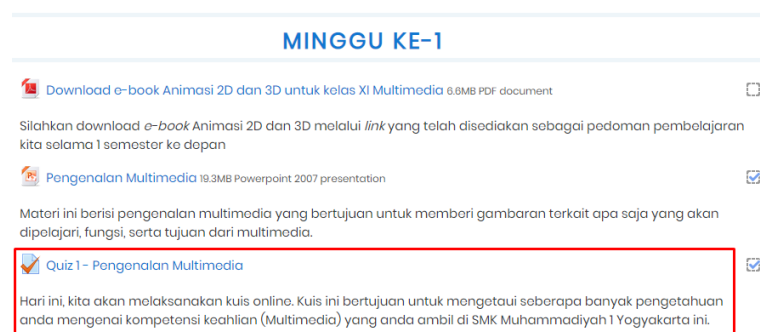 MINGGU KE-1
Download e-book Animasi 2D dan 3D untuk kelas XI Multimedia 6.6MB PDF document
Silahkan download e-book Animasi 2D dan 3D melalui link yang telah disediakan sebagai pedoman pembelajaran
kita selama 1 semester ke depan
Pengenalan Multimedia 19.3MB Powerpoint 2007 presentation
Materi ini berisi pengenalan multimedia yang bertujuan untuk memberi gambaran terkait apa saja yang akan
dipelajari, fungsi, serta tujuan dari multimedia.
Quiz 1 - Pengenalan Multimedia
Hari ini, kita akan melaksanakan kuis online. Kuis ini bertujuan untuk mengetaui seberapa banyak pengetahuan
anda mengenai kompetensi keahlian (Multimedia) yang anda ambil di SMK Muhammadiyah 1 Yogyakarta ini.